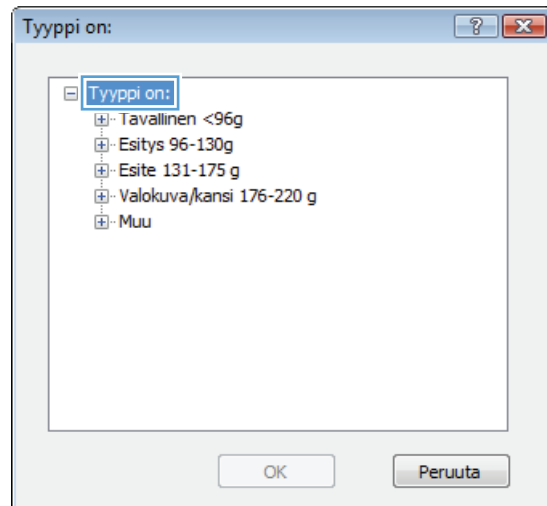 Tyyppi on:
Tyyppi on:
Tavallinen <96g
Esitys 96-130g
Esite 131-175 g
Valokuva/kansi 176-220 g
Muu
OK
Peruuta